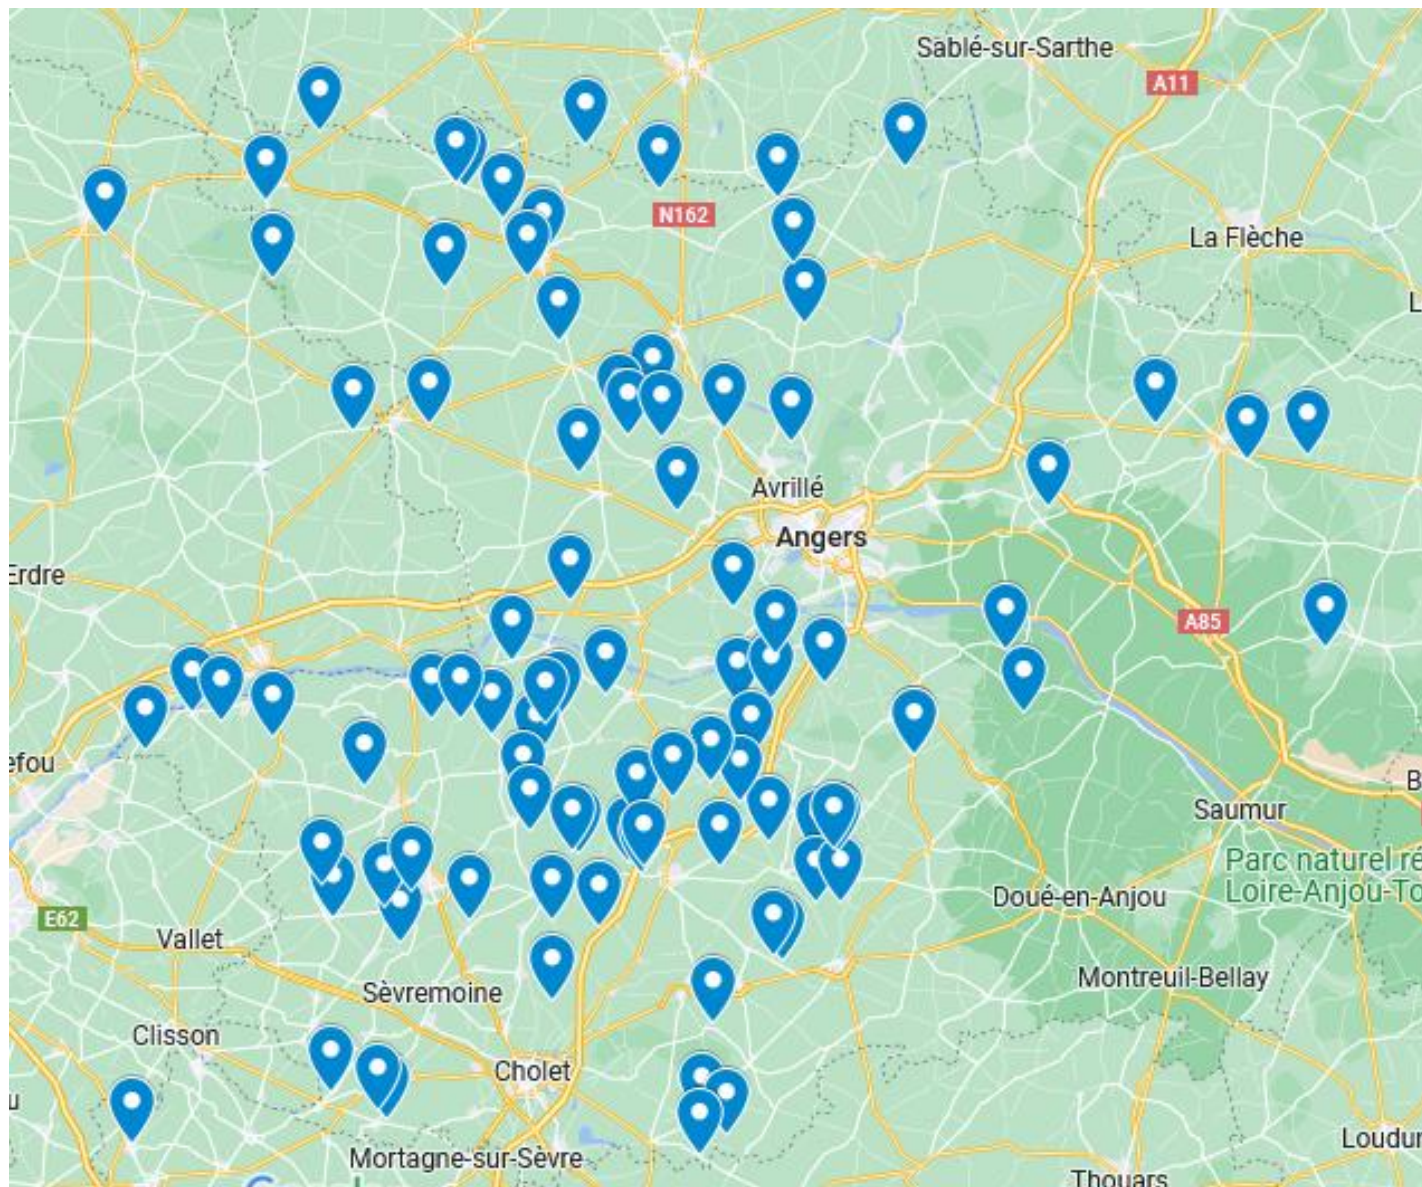 Sablé-sur-Sarthe
A11
N162
La Flèche
Avrillé
Angers
Erdre
A85
efou
Saumur
Parc naturel ré
Loire-Anjou-To
Doué-en-Anjou
E62
Vallet
Montreuil-Bellay
Sèvremoine
Clisson
Cholet
Loudun
Mortagne-sur-Sèvre
Thouars